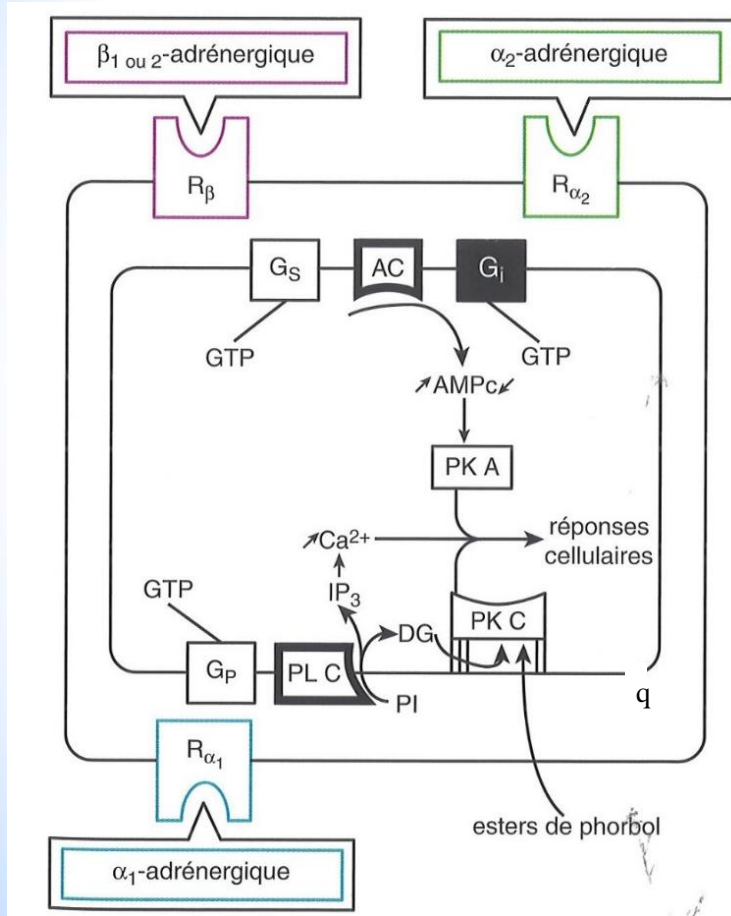 β1 ou 2-adrénergique
α2-adrénergique
Rβ
Rα2
GS
AC
Gi
GTP
GTP
↗AMPc↙
PK A
↗Ca2+
réponses
cellulaires
GTP
IP3
DG
PK C
GP
PL C
PI
q
Rα1
esters de phorbol
α1-adrénergique